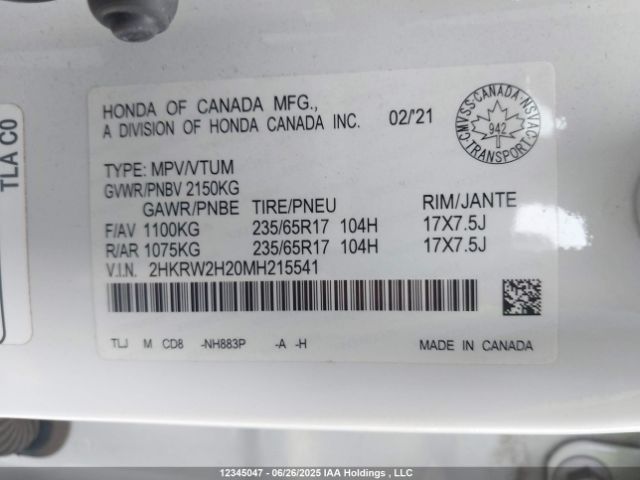 TLA C0
HONDA OF CANADA MFG.,
A DIVISION OF HONDA CANADA INC. 02/'21
CMVSS-CANADA-NSVAC
942
TRANSPORT
TYPE: MPV/VTUM
GVWR/PNBV 2150KG
GAWR/PNBE TIRE/PNEU RIM/JANTE
F/AV 1100KG 235/65R17 104H 17X7.5J
R/AR 1075KG 235/65R17 104H 17X7.5J
V.I.N. 2HKRW2H20MH215541
TLJ M CD8 -NH883P -A -H MADE IN CANADA
12345047 - 06/26/2025 IAA Holdings , LLC